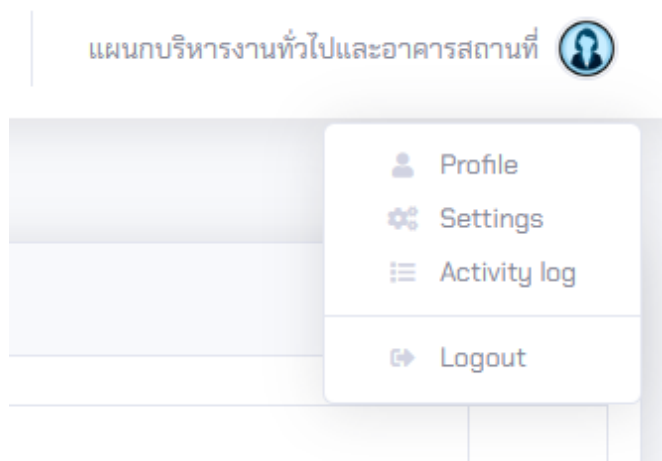 แผนกบริหารงานทั่วไปและอาคารสถานที่
Profile
Settings
Activity log
Logout